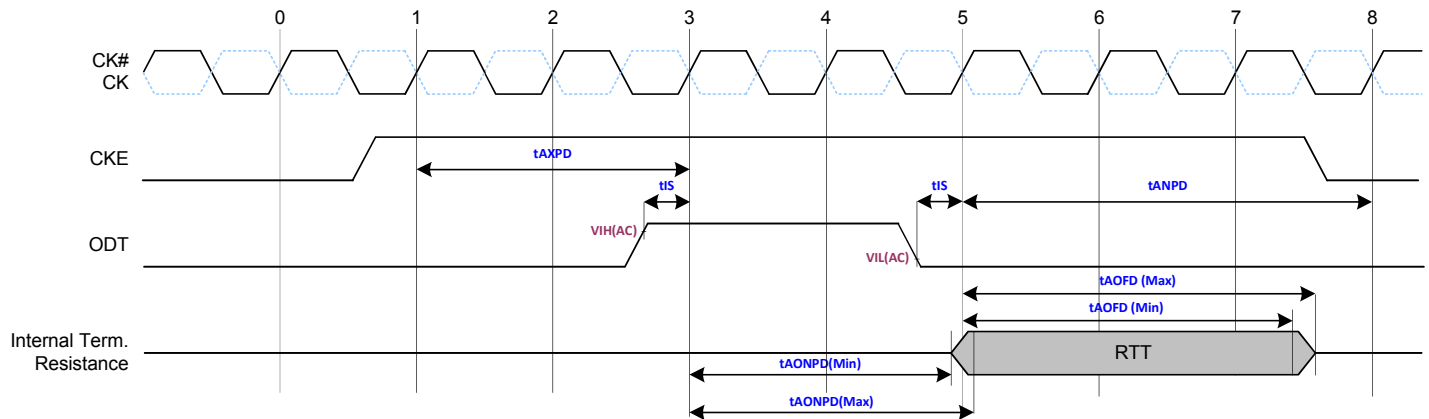 0 1 2 3 4 5 6 7 8
CK#
CK
CKE
tAXPD
tIS
tIS
tANPD
ODT
VIH(AC)
VIL(AC)
tAOFD (Max)
tAOFD (Min)
Internal Term.
Resistance
RTT
tAONPD(Min)
tAONPD(Max)